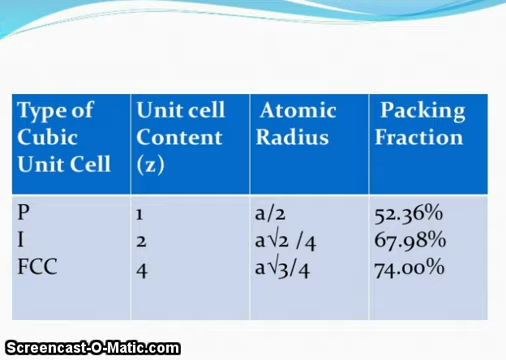 Type of Cubic Unit Cell | Unit cell Content (z) | Atomic Radius | Packing Fraction
P | 1 | a/2 | 52.36%
I | 2 | a√2 /4 | 67.98%
FCC | 4 | a√3/4 | 74.00%
Screencast-O-Matic.com